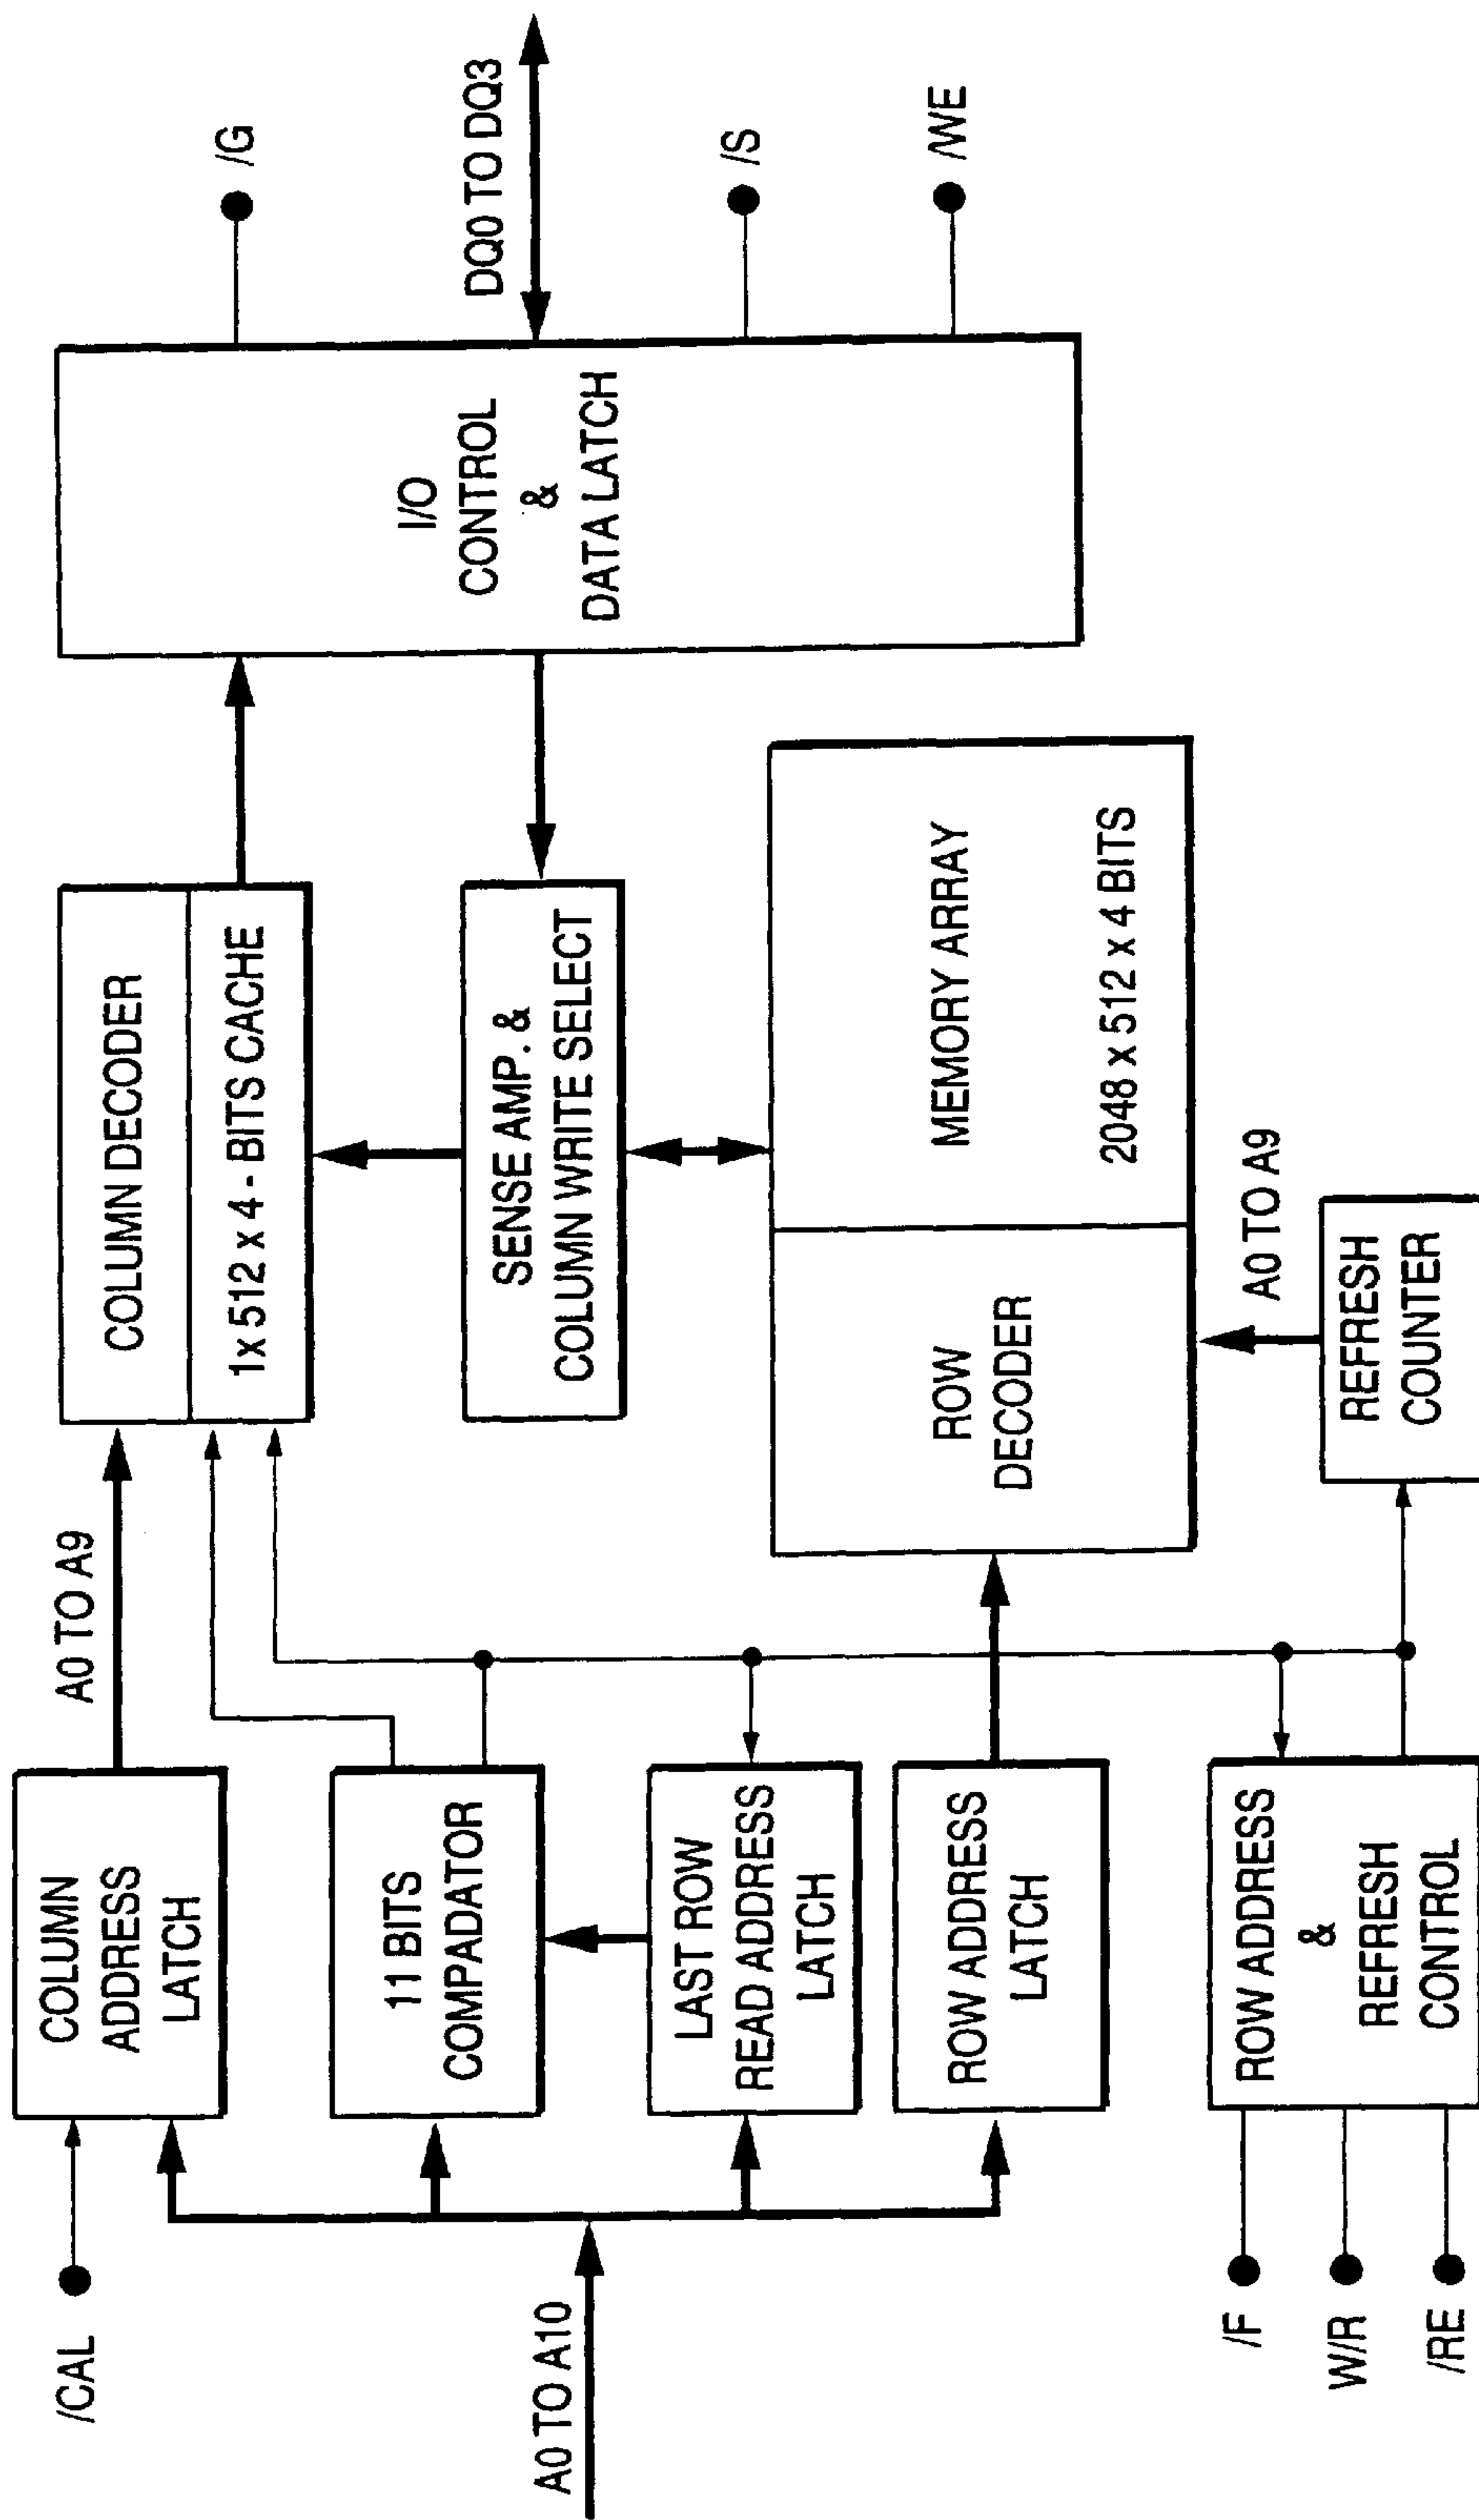 /CAL
A0 TO A10
/F
W/R
/RE
COLUMN
ADDRESS
LATCH
11 BITS
COMPADATOR
LAST ROW
READ ADDRESS
LATCH
ROW ADDRESS
LATCH
ROW ADDRESS
&
REFRESH
CONTROL
A0 TO A9
COLUMN DECODER
1x 512 x 4 - BITS CACHE
SENSE AMP. &
COLUMN WRITE SELECT
ROW
DECODER
MEMORY ARRAY
2048 x 512 x 4 BITS
A0 TO A9
REFRESH
COUNTER
I/O
CONTROL
&
DATA LATCH
/G
DQ0 TO DQ3
/S
/WE